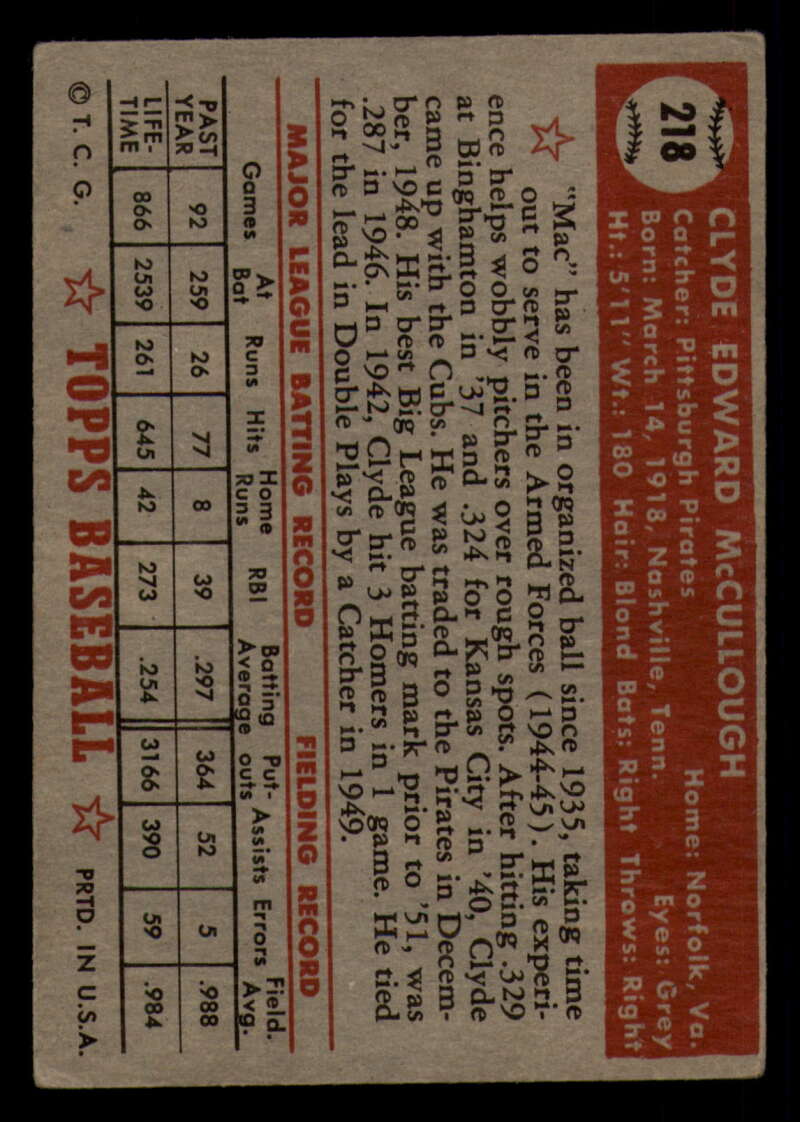 218
CLYDE EDWARD McCULLOUGH
Catcher: Pittsburgh Pirates Home: Norfolk, Va.
Born: March 14, 1918, Nashville, Tenn. Eyes: Grey
Ht.: 5'11" Wt.: 180 Hair: Blond Bats: Right Throws: Right
"Mac" has been in organized ball since 1935, taking time
out to serve in the Armed Forces (1944-45). His experi-
ence helps wobbly pitchers over rough spots. After hitting .329
at Binghamton in '37 and .324 for Kansas City in '40, Clyde
came up with the Cubs. He was traded to the Pirates in Decem-
ber, 1948. His best Big League batting mark prior to '51, was
.287 in 1946. In 1942, Clyde hit 3 Homers in 1 game. He tied
for the lead in Double Plays by a Catcher in 1949.
MAJOR LEAGUE BATTING RECORD FIELDING RECORD
Games At Bat Runs Hits Home Runs RBI Batting Average Put-outs Assists Errors Field. Avg.
PAST YEAR 92 259 26 77 8 39 .297 364 52 5 .988
LIFE-TIME 866 2539 261 645 42 273 .254 3166 390 59 .984
© T. C. G. TOPPS BASEBALL PRTD. IN U.S.A.